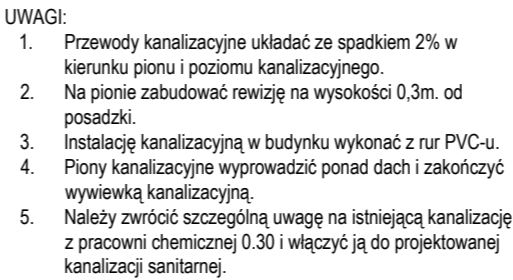 UWAGI:
1. Przewody kanalizacyjne układać ze spadkiem 2% w
kierunku pionu i poziomu kanalizacyjnego.
2. Na pionie zabudować rewizję na wysokości 0,3m. od
posadzki.
3. Instalację kanalizacyjną w budynku wykonać z rur PVC-u.
4. Piony kanalizacyjne wyprowadzić ponad dach i zakończyć
wywiewką kanalizacyjną.
5. Należy zwrócić szczególną uwagę na istniejącą kanalizację
z pracowni chemicznej 0.30 i włączyć ją do projektowanej
kanalizacji sanitarnej.